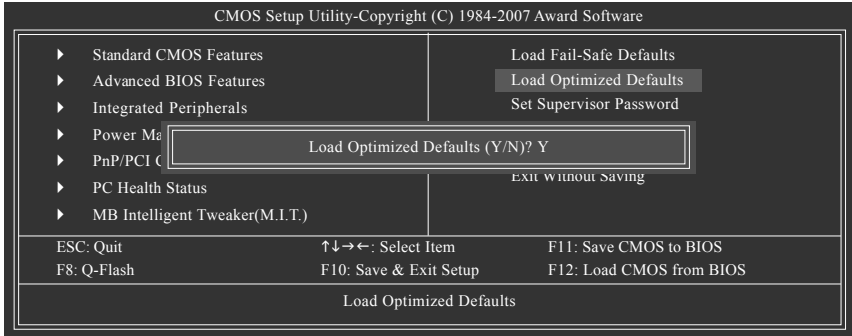 CMOS Setup Utility-Copyright (C) 1984-2007 Award Software
Standard CMOS Features
Advanced BIOS Features
Integrated Peripherals
Power Ma
PnP/PCI
PC Health Status
MB Intelligent Tweaker(M.I.T.)
Load Fail-Safe Defaults
Load Optimized Defaults
Set Supervisor Password
Exit Without Saving
Load Optimized Defaults (Y/N)? Y
ESC: Quit ↑↓→←: Select Item F11: Save CMOS to BIOS
F8: Q-Flash F10: Save & Exit Setup F12: Load CMOS from BIOS
Load Optimized Defaults